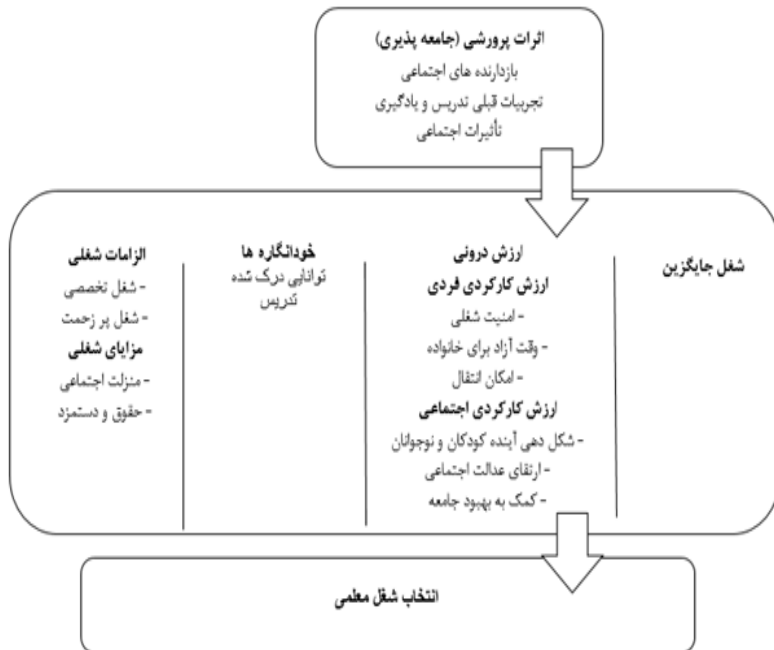 اثرات پرورشی (جامعه پذیری)
بازدارنده های اجتماعی
تجربیات قبلی تدریس و یادگیری
تأثیرات اجتماعی
شغل جایگزین
ارزش درونی
ارزش کارکردی فردی
- امنیت شغلی
- وقت آزاد برای خانواده
- امکان انتقال
ارزش کارکردی اجتماعی
- شکل دهی آینده کودکان و نوجوانان
- ارتقای عدالت اجتماعی
- کمک به بهبود جامعه
خودانگاره ها
توانایی درک شده
تدریس
الزامات شغلی
- شغل تخصصی
- شغل پر زحمت
مزایای شغلی
- منزلت اجتماعی
- حقوق و دستمزد
انتخاب شغل معلمی